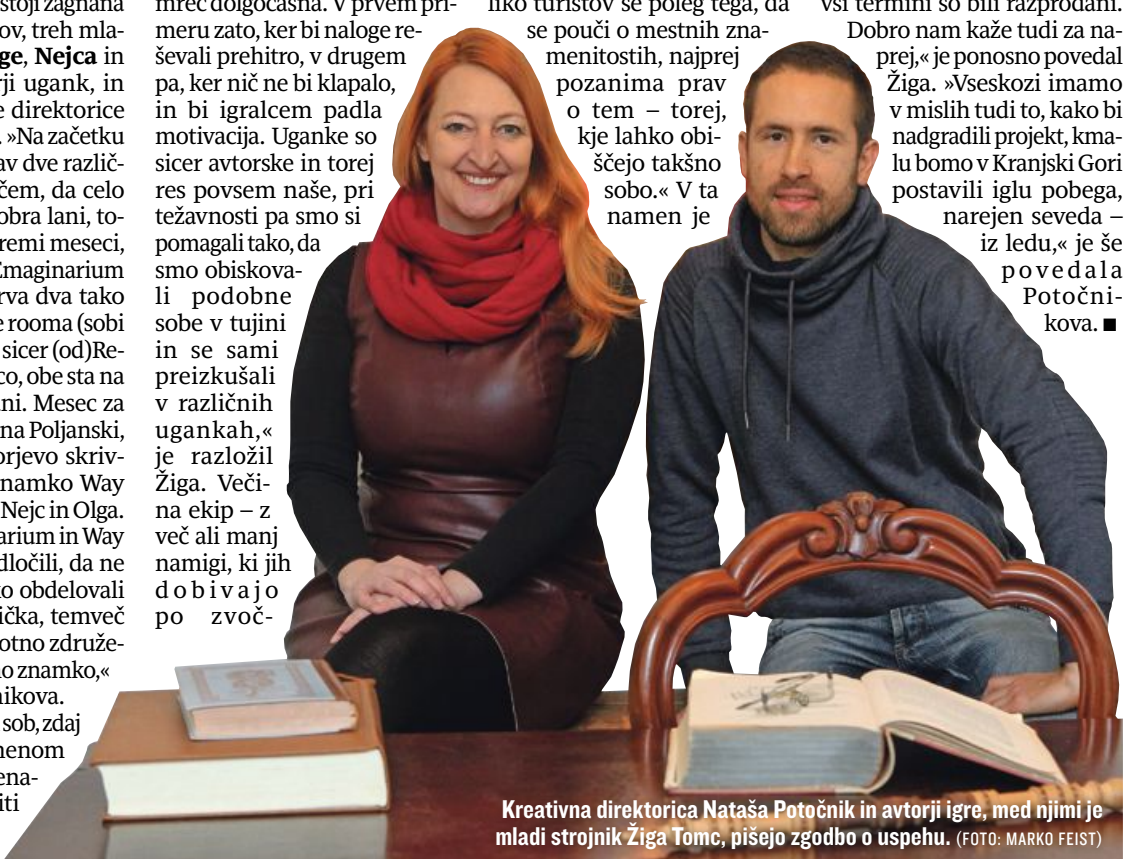 stoji zagnana
ov, treh mla-
ge, Nejca in
rji ugank, in
e direktorice
. »Na začetku
av dve različ-
čem, da celo
obra lani, to-
remi meseci,
Emaginarium
rva dva tako
e rooma (sobi
sicer (od)Re-
co, obe sta na
ni. Mesec za
na Poljanski,
orjevo skriv-
namko Way
Nejc in Olga.
arium in Way
dločili, da ne
o obdelovali
ička, temveč
otno združe-
o znamko,«
nikova.
sob, zdaj
menom
ena-
iti
mreč dolgočasna. V prvem pri-
meru zato, ker bi naloge re-
ševali prehitro, v drugem
pa, ker nič ne bi klapalo,
in bi igralcem padla
motivacija. Uganke so
sicer avtorske in torej
res povsem naše, pri
težavnosti pa smo si
pomagali tako, da
smo obiskova-
li podobne
sobe v tujini
in se sami
preizkušali
v različnih
ugankah,«
je razložil
Žiga. Veči-
na ekip – z
več ali manj
namigi, ki jih
dobivajo
po zvoč-
liko turistov se poleg tega, da
se pouči o mestnih zna-
menitostih, najprej
pozanima prav
o tem – torej,
kje lahko obi-
ščejo takšno
sobo.« V ta
namen je
vsi termini so bili razprodani.
Dobro nam kaže tudi za na-
prej,« je ponosno povedal
Žiga. »Vseskozi imamo
v mislih tudi to, kako bi
nadgradili projekt, kma-
lu bomo v Kranjski Gori
postavili iglu pobega,
narejen seveda –
iz ledu,« je še
povedala
Potočni-
kova. ■
Kreativna direktorica Nataša Potočnik in avtorji igre, med njimi je
mladi strojnik Žiga Tomc, pišejo zgodbo o uspehu. (FOTO: MARKO FEIST)